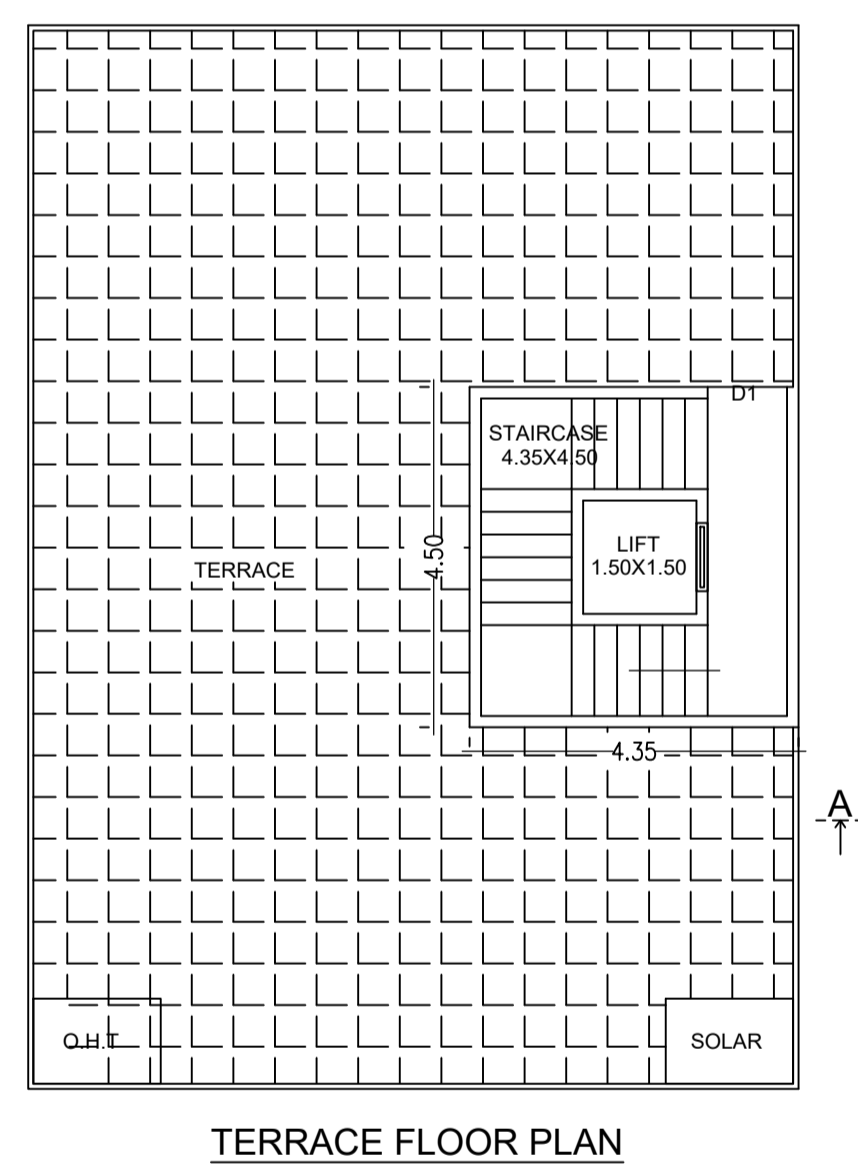 D1
STAIRCASE
4.35X4.50
LIFT
1.50X1.50
4.50
TERRACE
4.35
A
O.H.T
SOLAR
TERRACE FLOOR PLAN